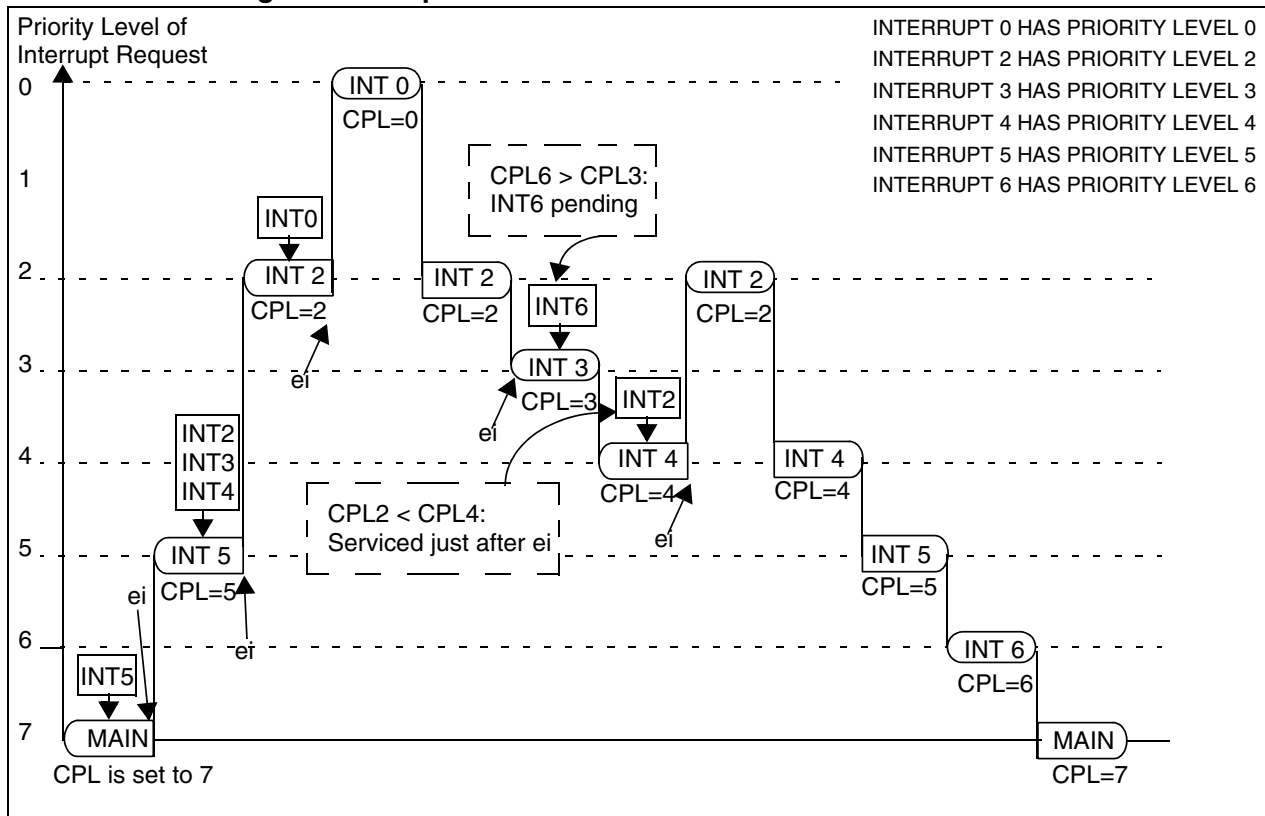 Priority Level of
Interrupt Request
INTERRUPT 0 HAS PRIORITY LEVEL 0
INTERRUPT 2 HAS PRIORITY LEVEL 2
INTERRUPT 3 HAS PRIORITY LEVEL 3
INTERRUPT 4 HAS PRIORITY LEVEL 4
INTERRUPT 5 HAS PRIORITY LEVEL 5
INTERRUPT 6 HAS PRIORITY LEVEL 6
0
INT 0
CPL=0
1
CPL6 > CPL3:
INT6 pending
INT0
2
INT 2
CPL=2
INT 2
CPL=2
INT6
INT 2
CPL=2
3
ei
INT 3
CPL=3
ei
INT2
INT2
INT3
INT4
4
INT 4
CPL=4
ei
INT 4
CPL=4
CPL2 < CPL4:
Serviced just after ei
5
INT 5
CPL=5
ei
ei
INT 5
CPL=5
6
INT 6
CPL=6
INT5
7
MAIN
CPL is set to 7
MAIN
CPL=7